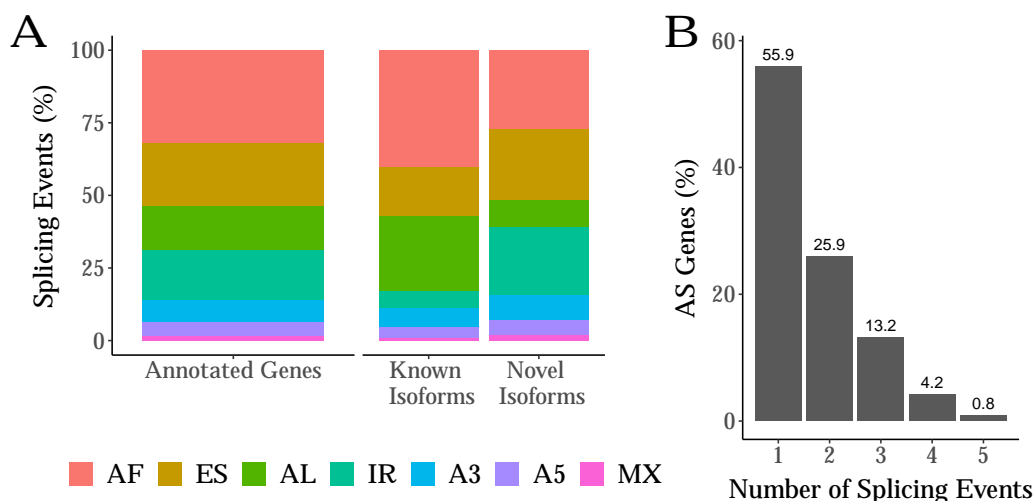 A
Splicing Events (%)
100
75
50
25
0
Annotated Genes
Known
Isoforms
Novel
Isoforms
AF ES AL IR A3 A5 MX
B
AS Genes (%)
60
40
20
0
55.9
25.9
13.2
4.2
0.8
1 2 3 4 5
Number of Splicing Events